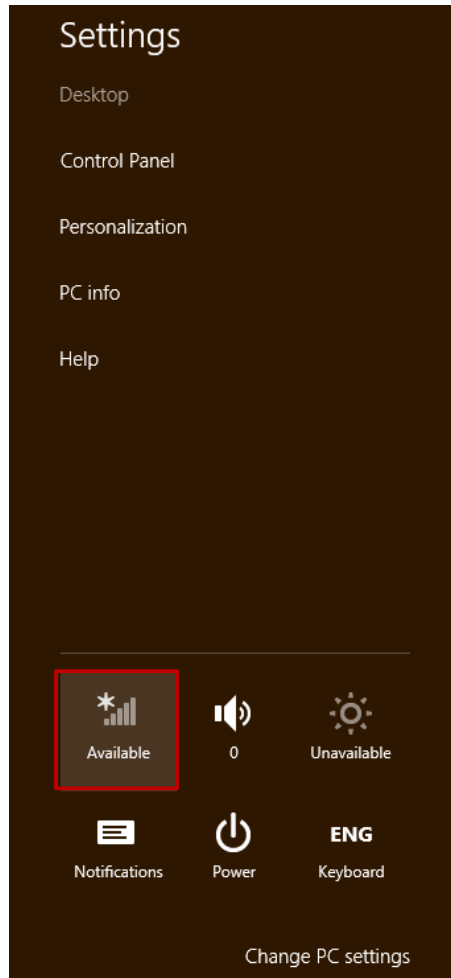 Settings
Desktop
Control Panel
Personalization
PC info
Help
Available
0
Unavailable
ENG
Notifications
Power
Keyboard
Change PC settings